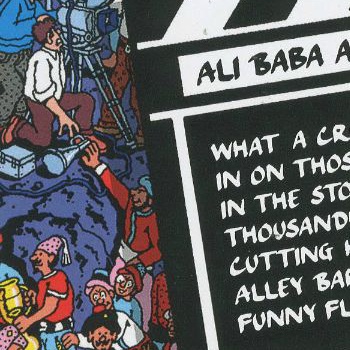 ALI BABA A
WHAT A CR
IN ON THOS
IN THE STO
THOUSAND
CUTTING
ALLEY BA
FUNNY FL